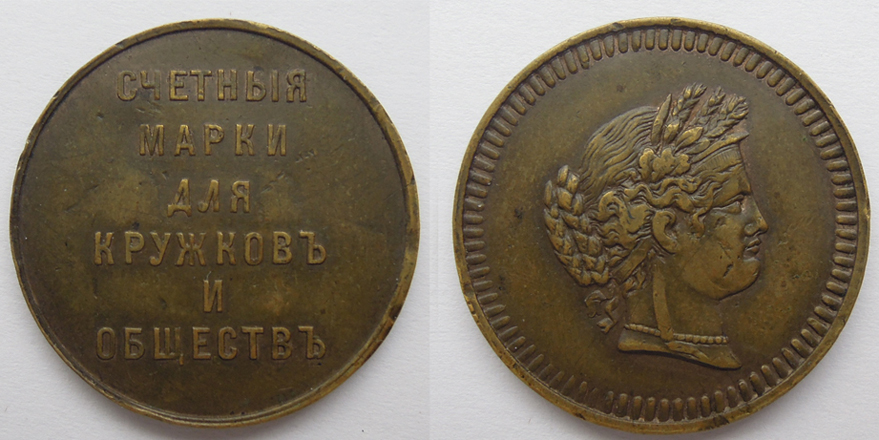 СЧЕТНЫЯ
МАРКИ
ДЛЯ
КРУЖКОВЪ
И
ОБЩЕСТВЪ